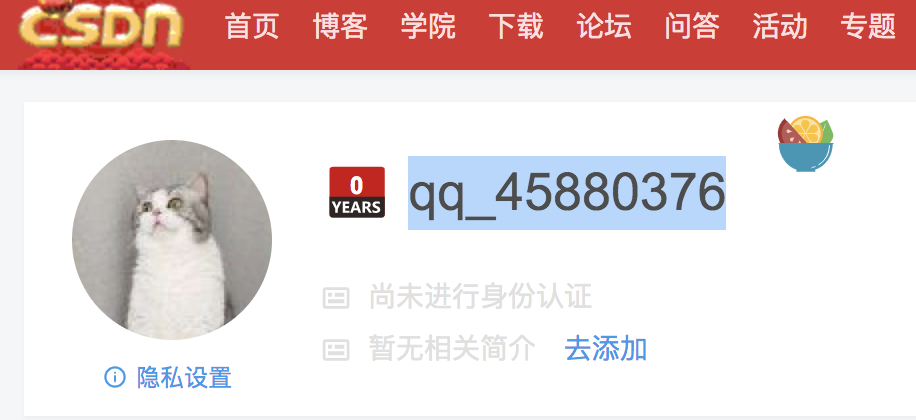 CSDN 首页 博客 学院 下载 论坛 问答 活动 专题
0
YEARS
qq_45880376
尚未进行身份认证
暂无相关简介 去添加
隐私设置